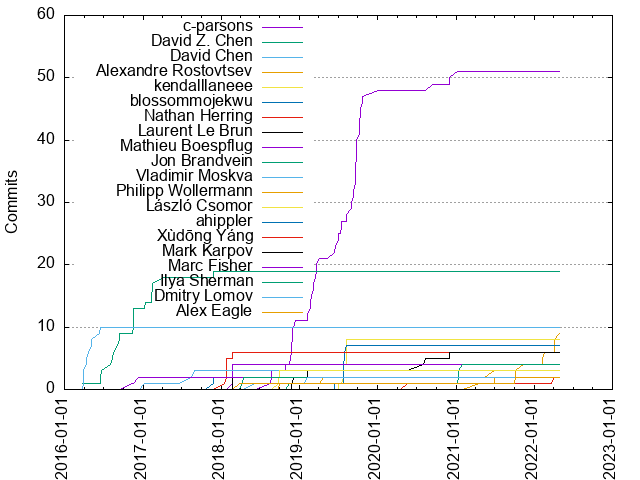 60
50
40
30
20
10
0
Commits
c-parsons
David Z. Chen
David Chen
Alexandre Rostovtsev
kendalllaneee
blossommojekwu
Nathan Herring
Laurent Le Brun
Mathieu Boespflug
Jon Brandvein
Vladimir Moskva
Philipp Wollermann
László Csomor
ahippler
Xùdōng Yáng
Mark Karpov
Marc Fisher
Ilya Sherman
Dmitry Lomov
Alex Eagle
2016-01-01
2017-01-01
2018-01-01
2019-01-01
2020-01-01
2021-01-01
2022-01-01
2023-01-01